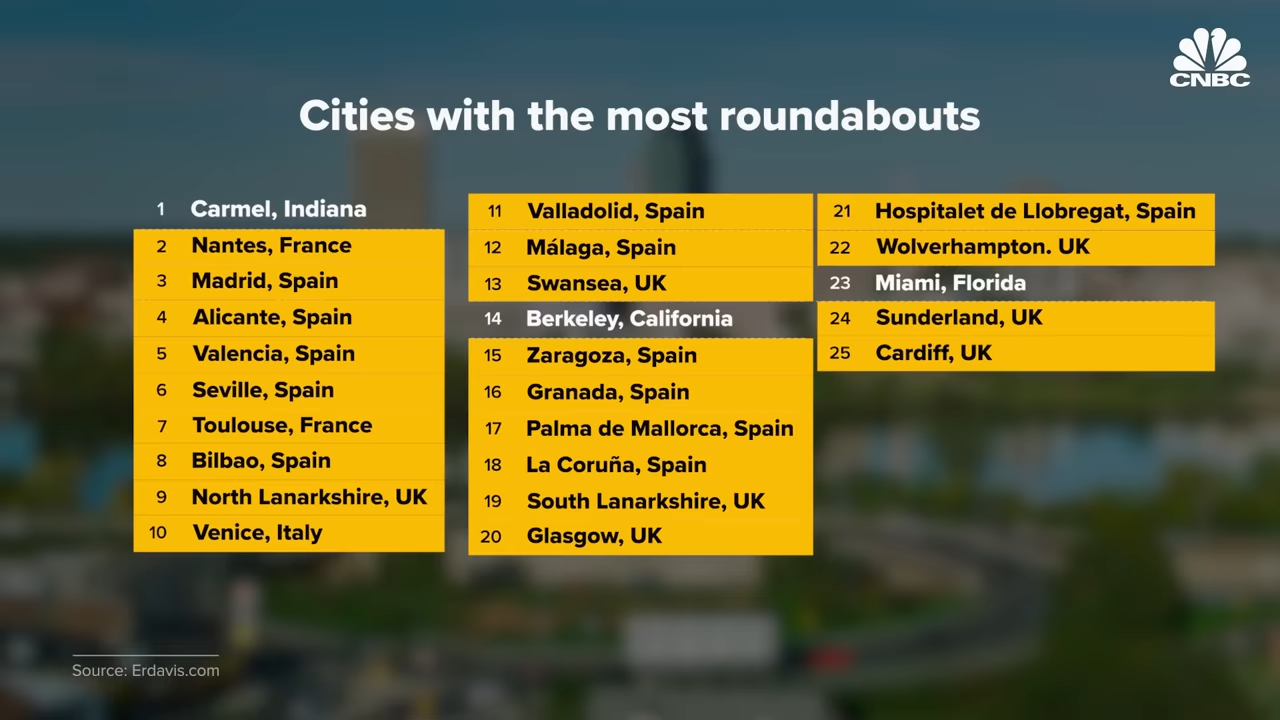 CNBC
Cities with the most roundabouts
1 Carmel, Indiana
2 Nantes, France
3 Madrid, Spain
4 Alicante, Spain
5 Valencia, Spain
6 Seville, Spain
7 Toulouse, France
8 Bilbao, Spain
9 North Lanarkshire, UK
10 Venice, Italy
11 Valladolid, Spain
12 Málaga, Spain
13 Swansea, UK
14 Berkeley, California
15 Zaragoza, Spain
16 Granada, Spain
17 Palma de Mallorca, Spain
18 La Coruña, Spain
19 South Lanarkshire, UK
20 Glasgow, UK
21 Hospitalet de Llobregat, Spain
22 Wolverhampton. UK
23 Miami, Florida
24 Sunderland, UK
25 Cardiff, UK
Source: Erdavis.com